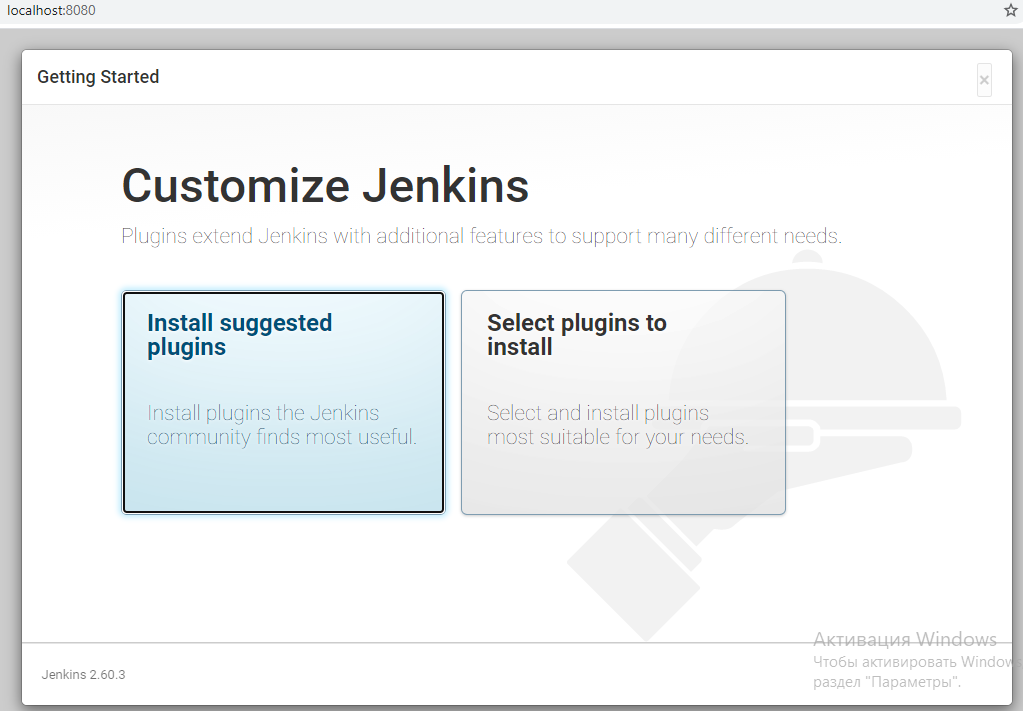 localhost:8080
Getting Started
×
Customize Jenkins
Plugins extend Jenkins with additional features to support many different needs.
Install suggested
plugins
Install plugins the Jenkins
community finds most useful.
Select plugins to
install
Select and install plugins
most suitable for your needs.
Активация Windows
Чтобы активировать Windows
раздел "Параметры".
Jenkins 2.60.3